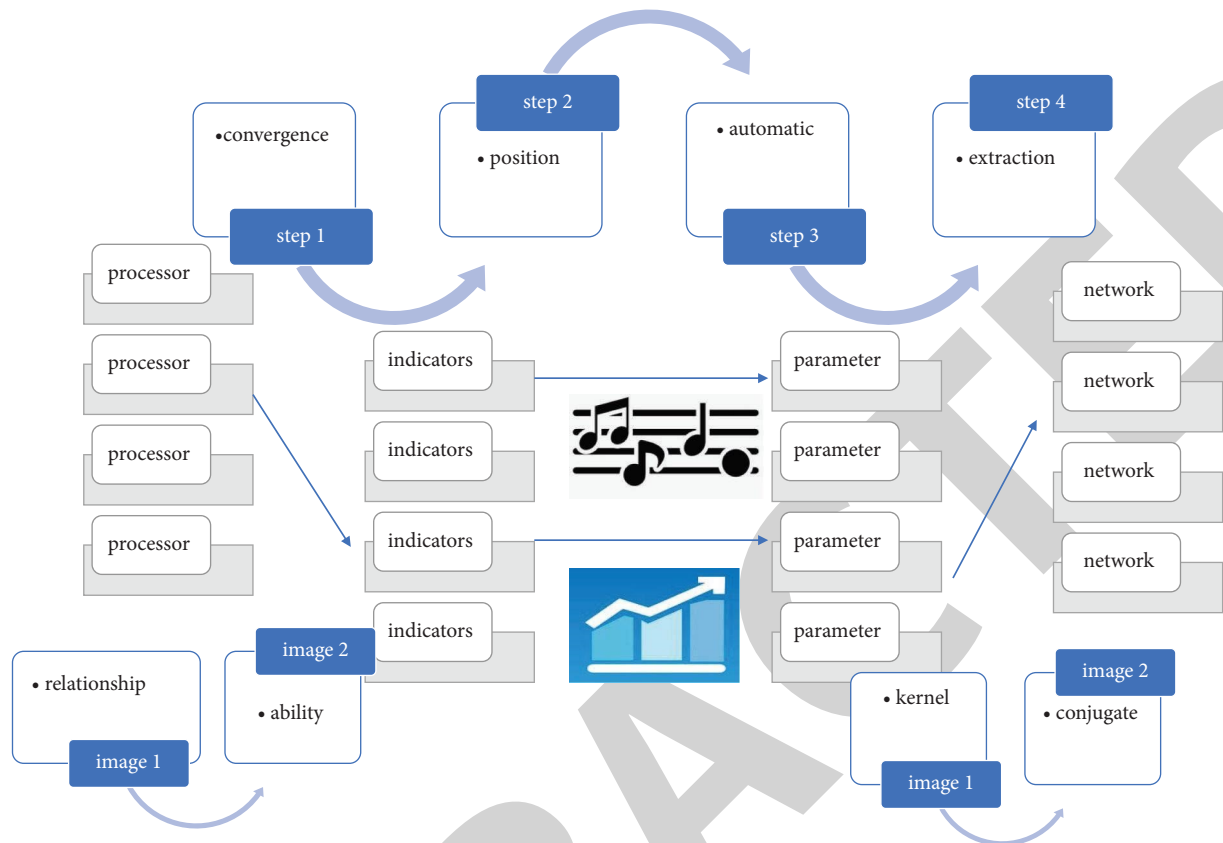 step 2
step 4
•convergence
• automatic
• position
• extraction
step 1
step 3
processor
network
processor
indicators
parameter
network
processor
indicators
parameter
network
processor
indicators
parameter
network
indicators
parameter
image 2
image 2
• relationship
• kernel
• ability
• conjugate
image 1
image 1